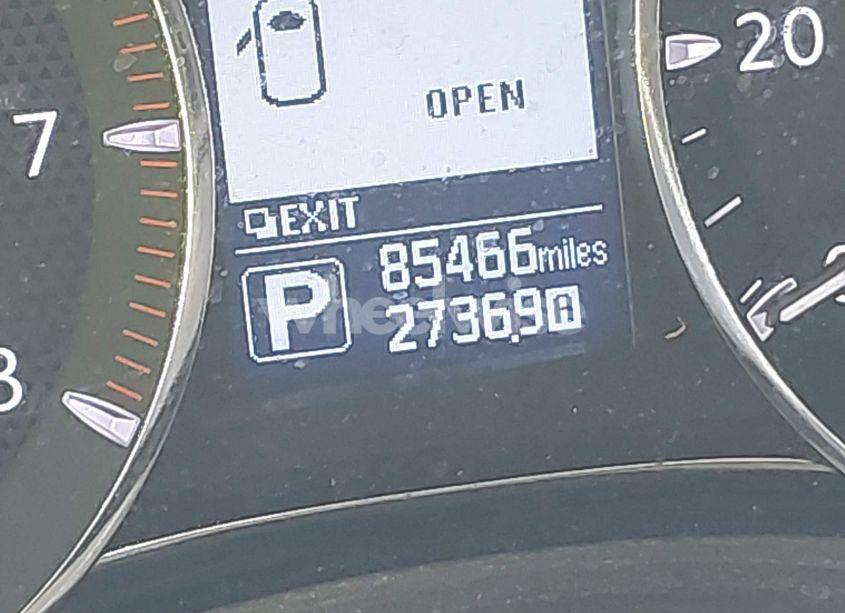 20
OPEN
7
EXIT
P
85466miles
2736.9 A
8